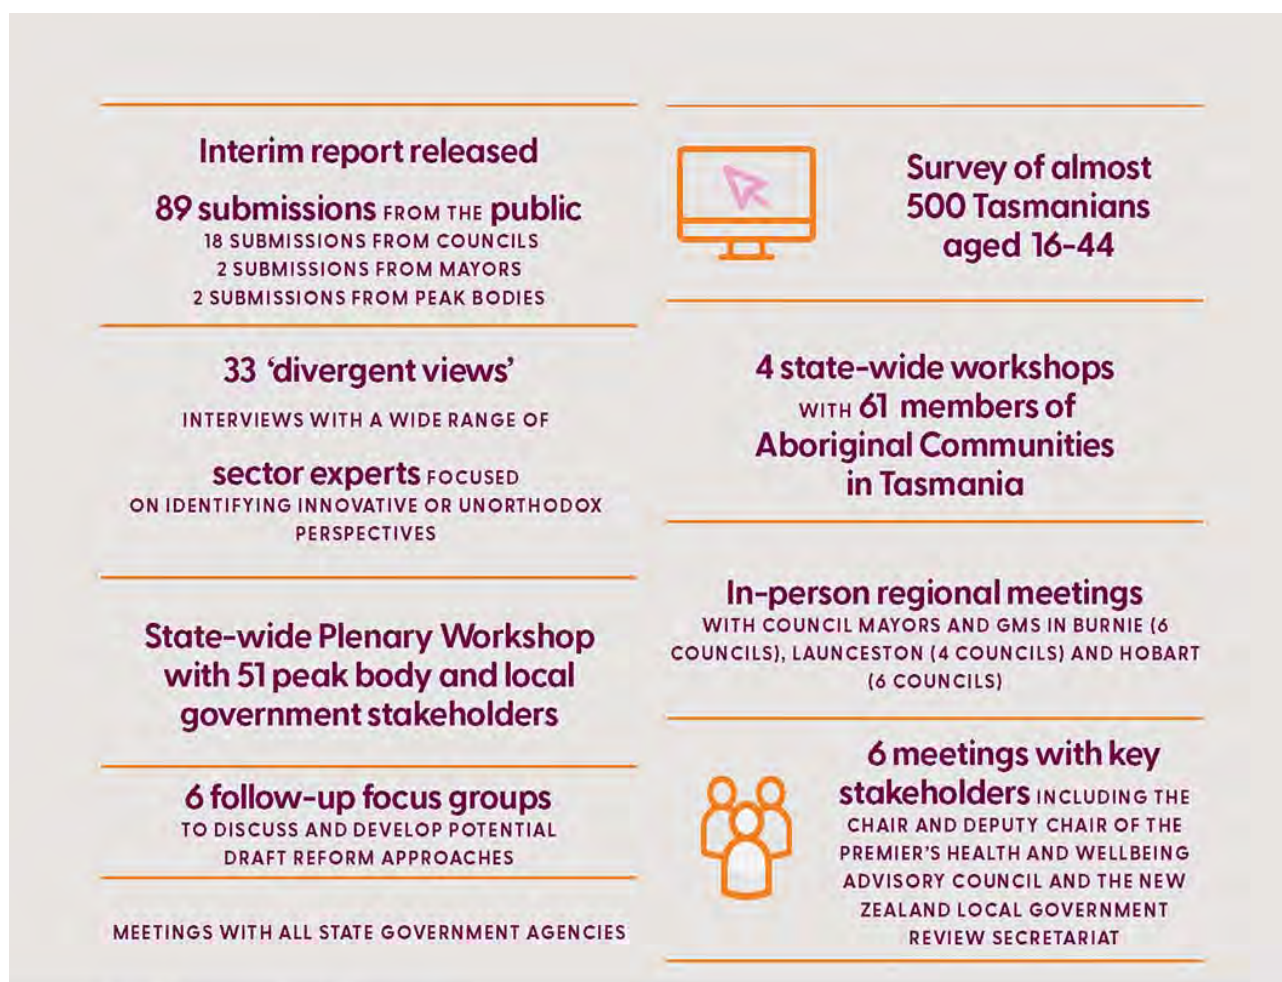 Interim report released
89 submissions FROM THE public
18 SUBMISSIONS FROM COUNCILS
2 SUBMISSIONS FROM MAYORS
2 SUBMISSIONS FROM PEAK BODIES
33 ‘divergent views’
INTERVIEWS WITH A WIDE RANGE OF
sector experts FOCUSED
ON IDENTIFYING INNOVATIVE OR UNORTHODOX
PERSPECTIVES
State-wide Plenary Workshop
with 51 peak body and local
government stakeholders
6 follow-up focus groups
TO DISCUSS AND DEVELOP POTENTIAL
DRAFT REFORM APPROACHES
MEETINGS WITH ALL STATE GOVERNMENT AGENCIES
Survey of almost
500 Tasmanians
aged 16-44
4 state-wide workshops
WITH 61 members of
Aboriginal Communities
in Tasmania
In-person regional meetings
WITH COUNCIL MAYORS AND GMS IN BURNIE (6
COUNCILS), LAUNCESTON (4 COUNCILS) AND HOBART
(6 COUNCILS)
6 meetings with key
stakeholders INCLUDING THE
CHAIR AND DEPUTY CHAIR OF THE
PREMIER’S HEALTH AND WELLBEING
ADVISORY COUNCIL AND THE NEW
ZEALAND LOCAL GOVERNMENT
REVIEW SECRETARIAT